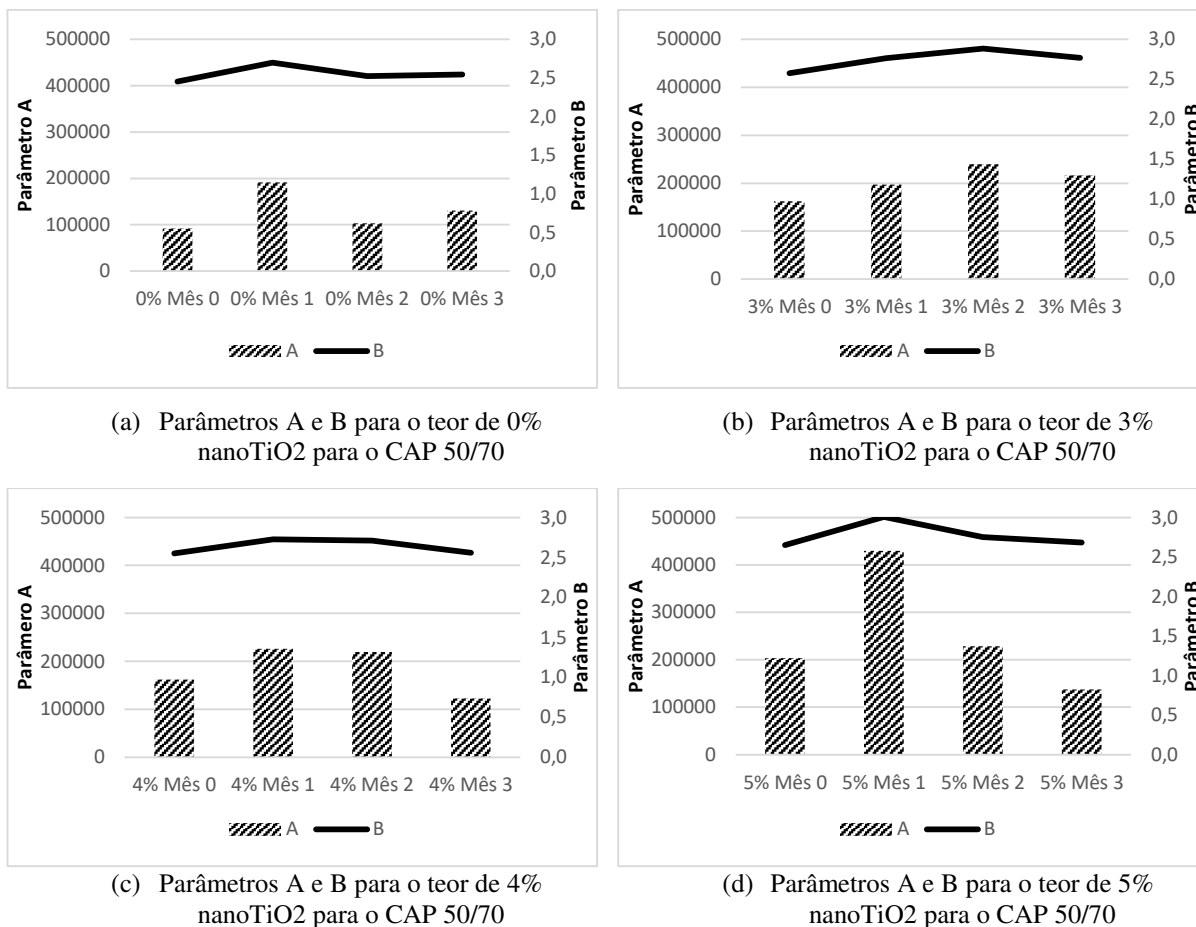 500000
400000
300000
200000
100000
0
Parâmetro A
3,0
2,5
2,0
1,5
1,0
0,5
0,0
Parâmetro B
0% Mês 0 0% Mês 1 0% Mês 2 0% Mês 3
A B
(a) Parâmetros A e B para o teor de 0%
nanoTiO2 para o CAP 50/70
500000
400000
300000
200000
100000
0
Parâmetro A
3,0
2,5
2,0
1,5
1,0
0,5
0,0
Parâmetro B
3% Mês 0 3% Mês 1 3% Mês 2 3% Mês 3
A B
(b) Parâmetros A e B para o teor de 3%
nanoTiO2 para o CAP 50/70
500000
400000
300000
200000
100000
0
Parâmero A
3,0
2,5
2,0
1,5
1,0
0,5
0,0
Parâmetro B
4% Mês 0 4% Mês 1 4% Mês 2 4% Mês 3
A B
(c) Parâmetros A e B para o teor de 4%
nanoTiO2 para o CAP 50/70
500000
400000
300000
200000
100000
0
Parâmetro A
3,0
2,5
2,0
1,5
1,0
0,5
0,0
Parâmetro B
5% Mês 0 5% Mês 1 5% Mês 2 5% Mês 3
A B
(d) Parâmetros A e B para o teor de 5%
nanoTiO2 para o CAP 50/70